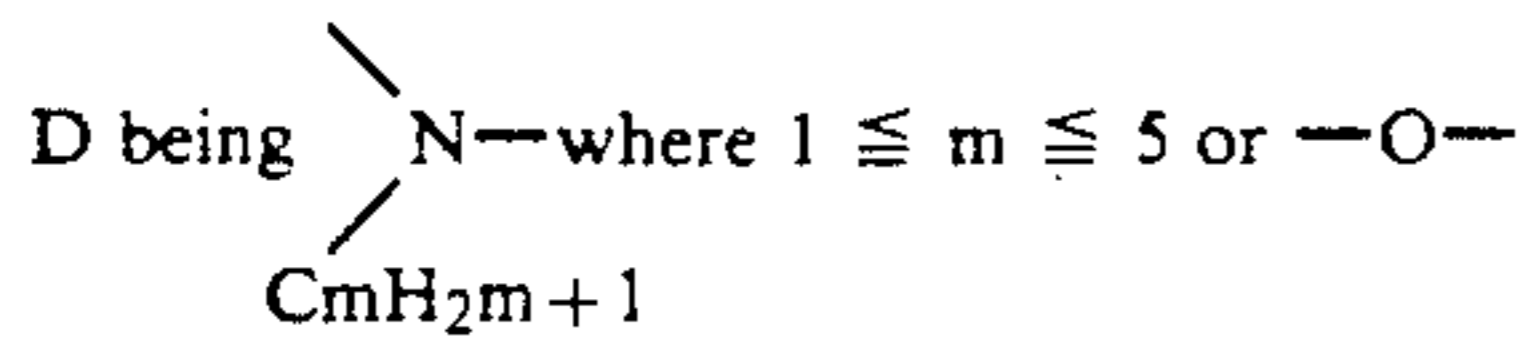 D being N—where 1 ≦ m ≦ 5 or —O—
CmH₂m+1